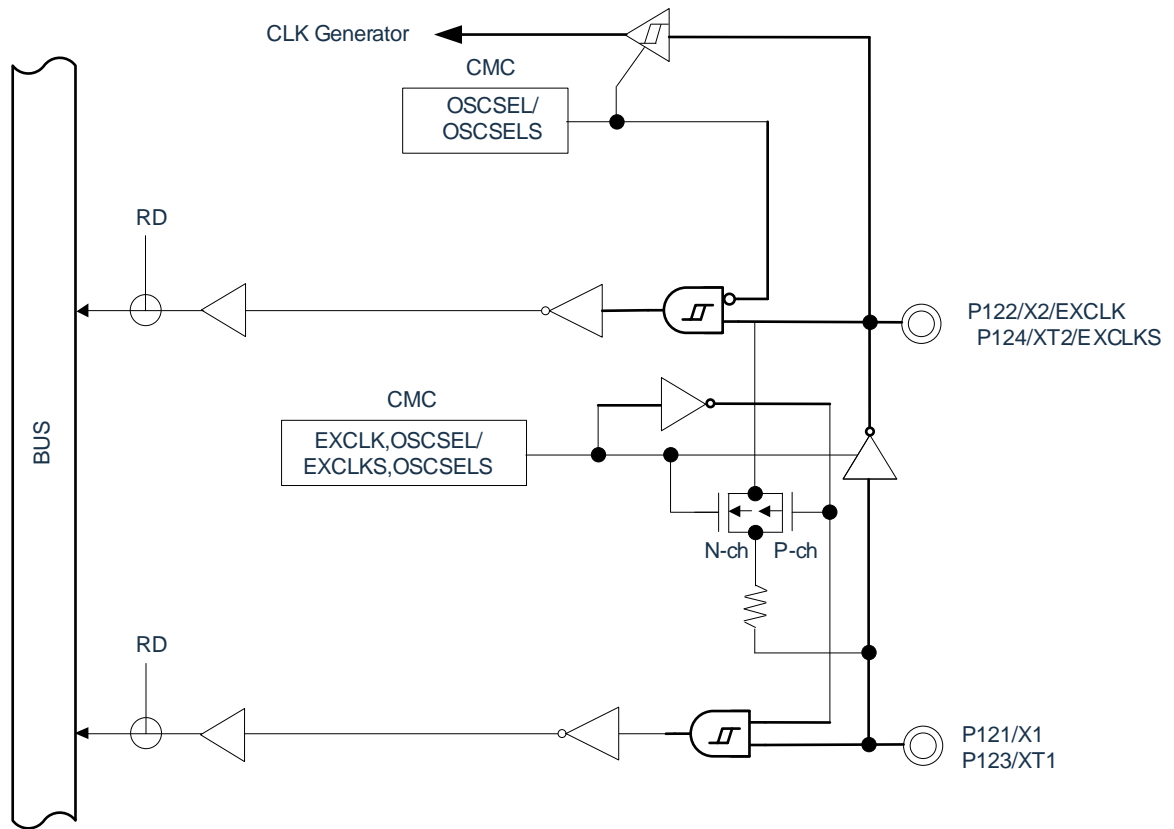 CLK Generator
CMC
OSCSEL/
OSCSELS
RD
P122/X2/EXCLK
P124/XT2/EXCLKS
CMC
EXCLK,OSCSEL/
EXCLKS,OSCSELS
BUS
N-ch
P-ch
RD
P121/X1
P123/XT1